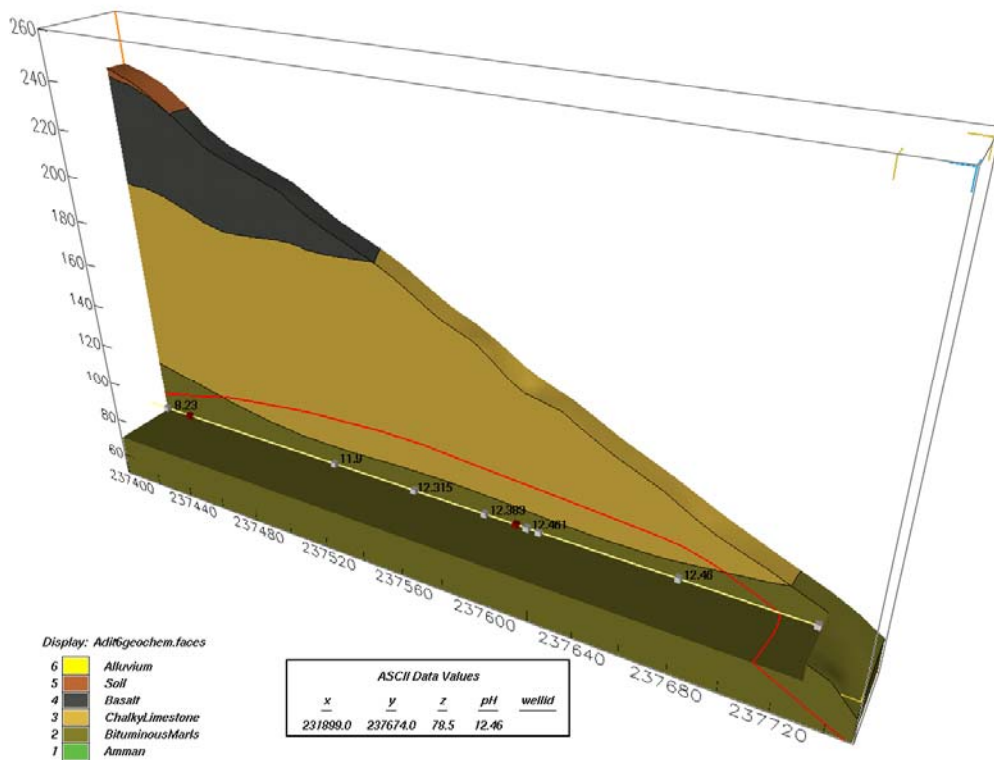 260
240
220
200
180
160
140
120
100
80
60
237400
237440
237480
237520
237560
237600
237640
237680
237720
8.23
11.9
12.315
12.383
12.461
12.46
Display: Adit6geochem.faces
6 Alluvium
5 Soil
4 Basalt
3 ChalkyLimestone
2 BituminousMarls
1 Amman
ASCII Data Values
x y z pH wellid
231899.0 237674.0 78.5 12.46